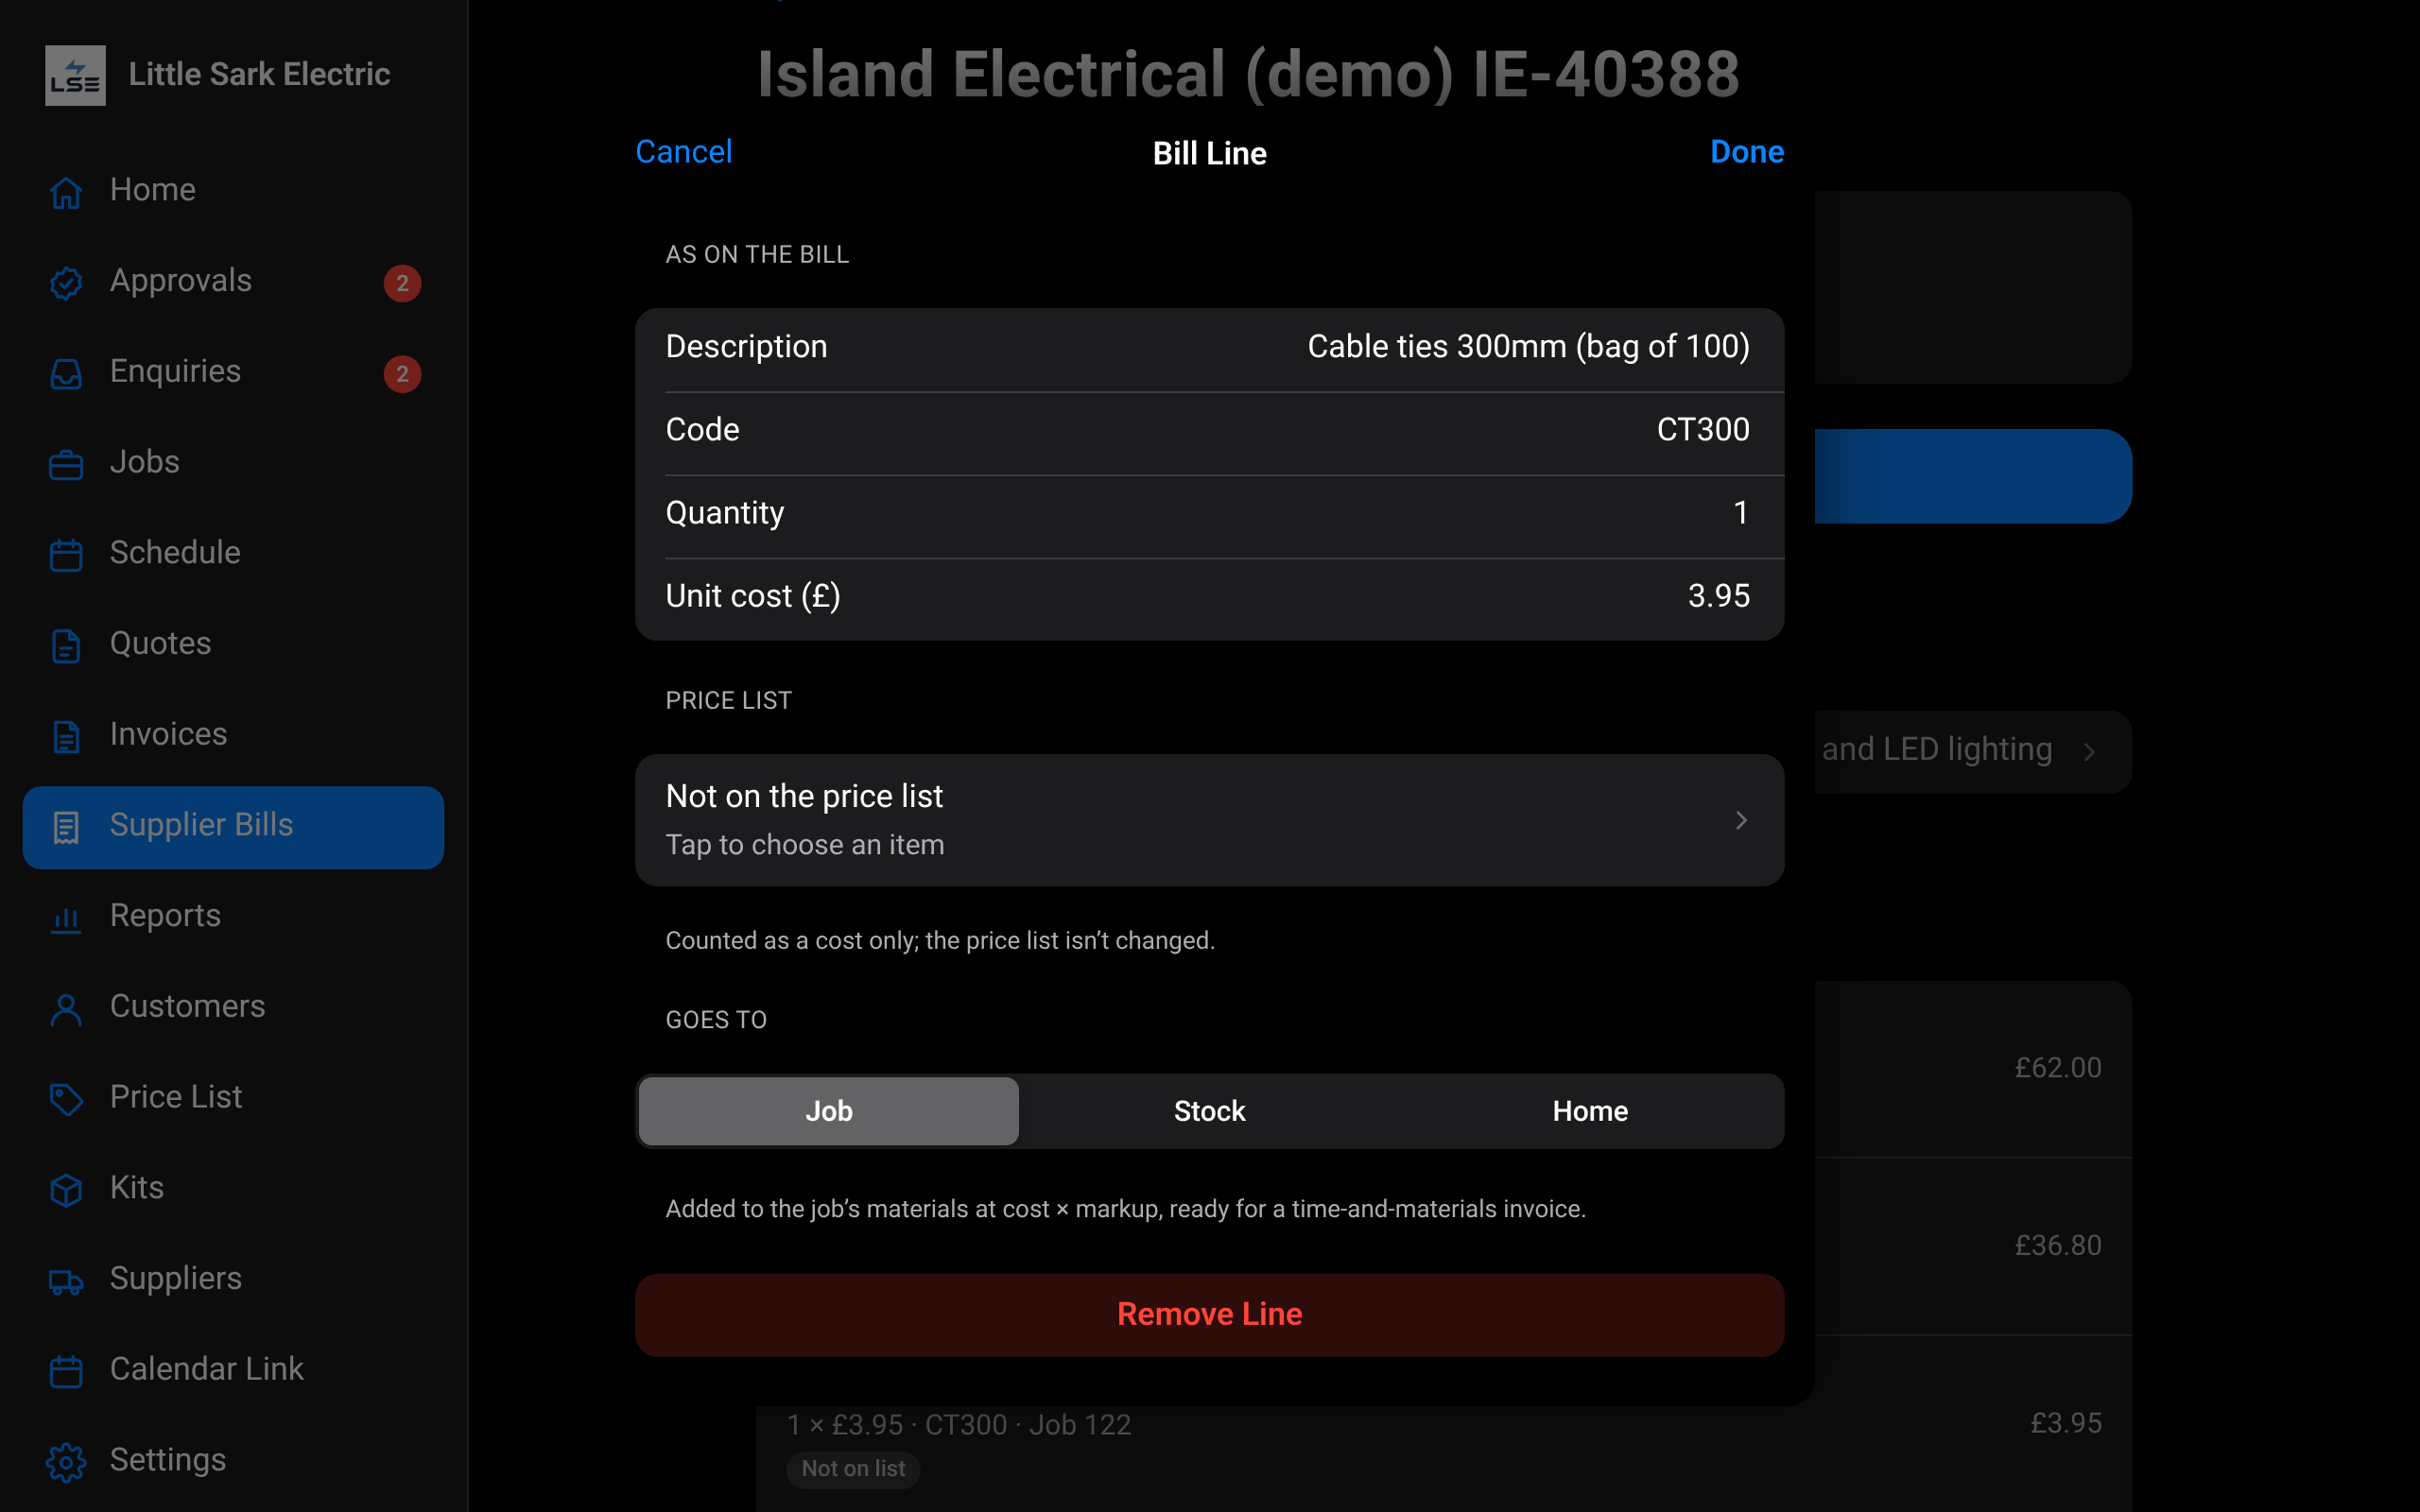 LSE
Little Sark Electric
Home
Approvals
2
Enquiries
2
Jobs
Schedule
Quotes
Invoices
Supplier Bills
Reports
Customers
Price List
Kits
Suppliers
Calendar Link
Settings
Island Electrical (demo) IE-40388
Cancel
Bill Line
Done
AS ON THE BILL
Description
Cable ties 300mm (bag of 100)
Code
CT300
Quantity
1
Unit cost (£)
3.95
PRICE LIST
Not on the price list
Tap to choose an item
Counted as a cost only; the price list isn’t changed.
GOES TO
Job
Stock
Home
Added to the job’s materials at cost × markup, ready for a time-and-materials invoice.
Remove Line
and LED lighting
£62.00
£36.80
1 × £3.95 · CT300 · Job 122
£3.95
Not on list